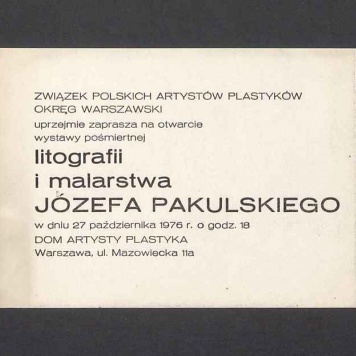 ZWIĄZEK POLSKICH ARTYSTÓW PLASTYKÓW
OKRĘG WARSZAWSKI
uprzejmie zaprasza na otwarcie
wystawy pośmiertnej
litografii
i malarstwa
JÓZEFA PAKULSKIEGO
w dniu 27 października 1976 r. o godz. 18
DOM ARTYSTY PLASTYKA
Warszawa, ul. Mazowiecka 11a